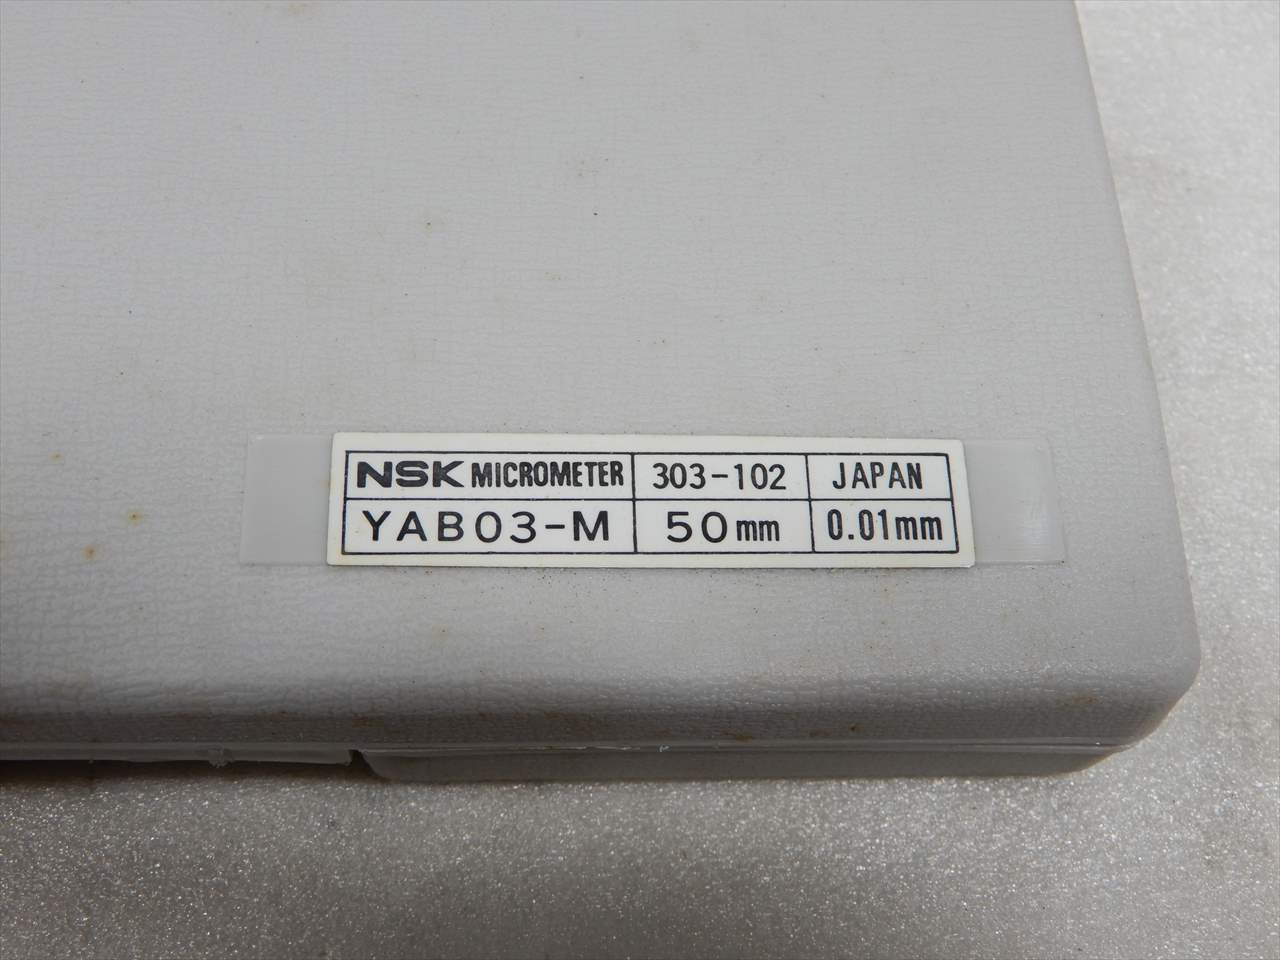 NSK MICROMETER 303-102 JAPAN
YAB03-M 50mm 0.01mm